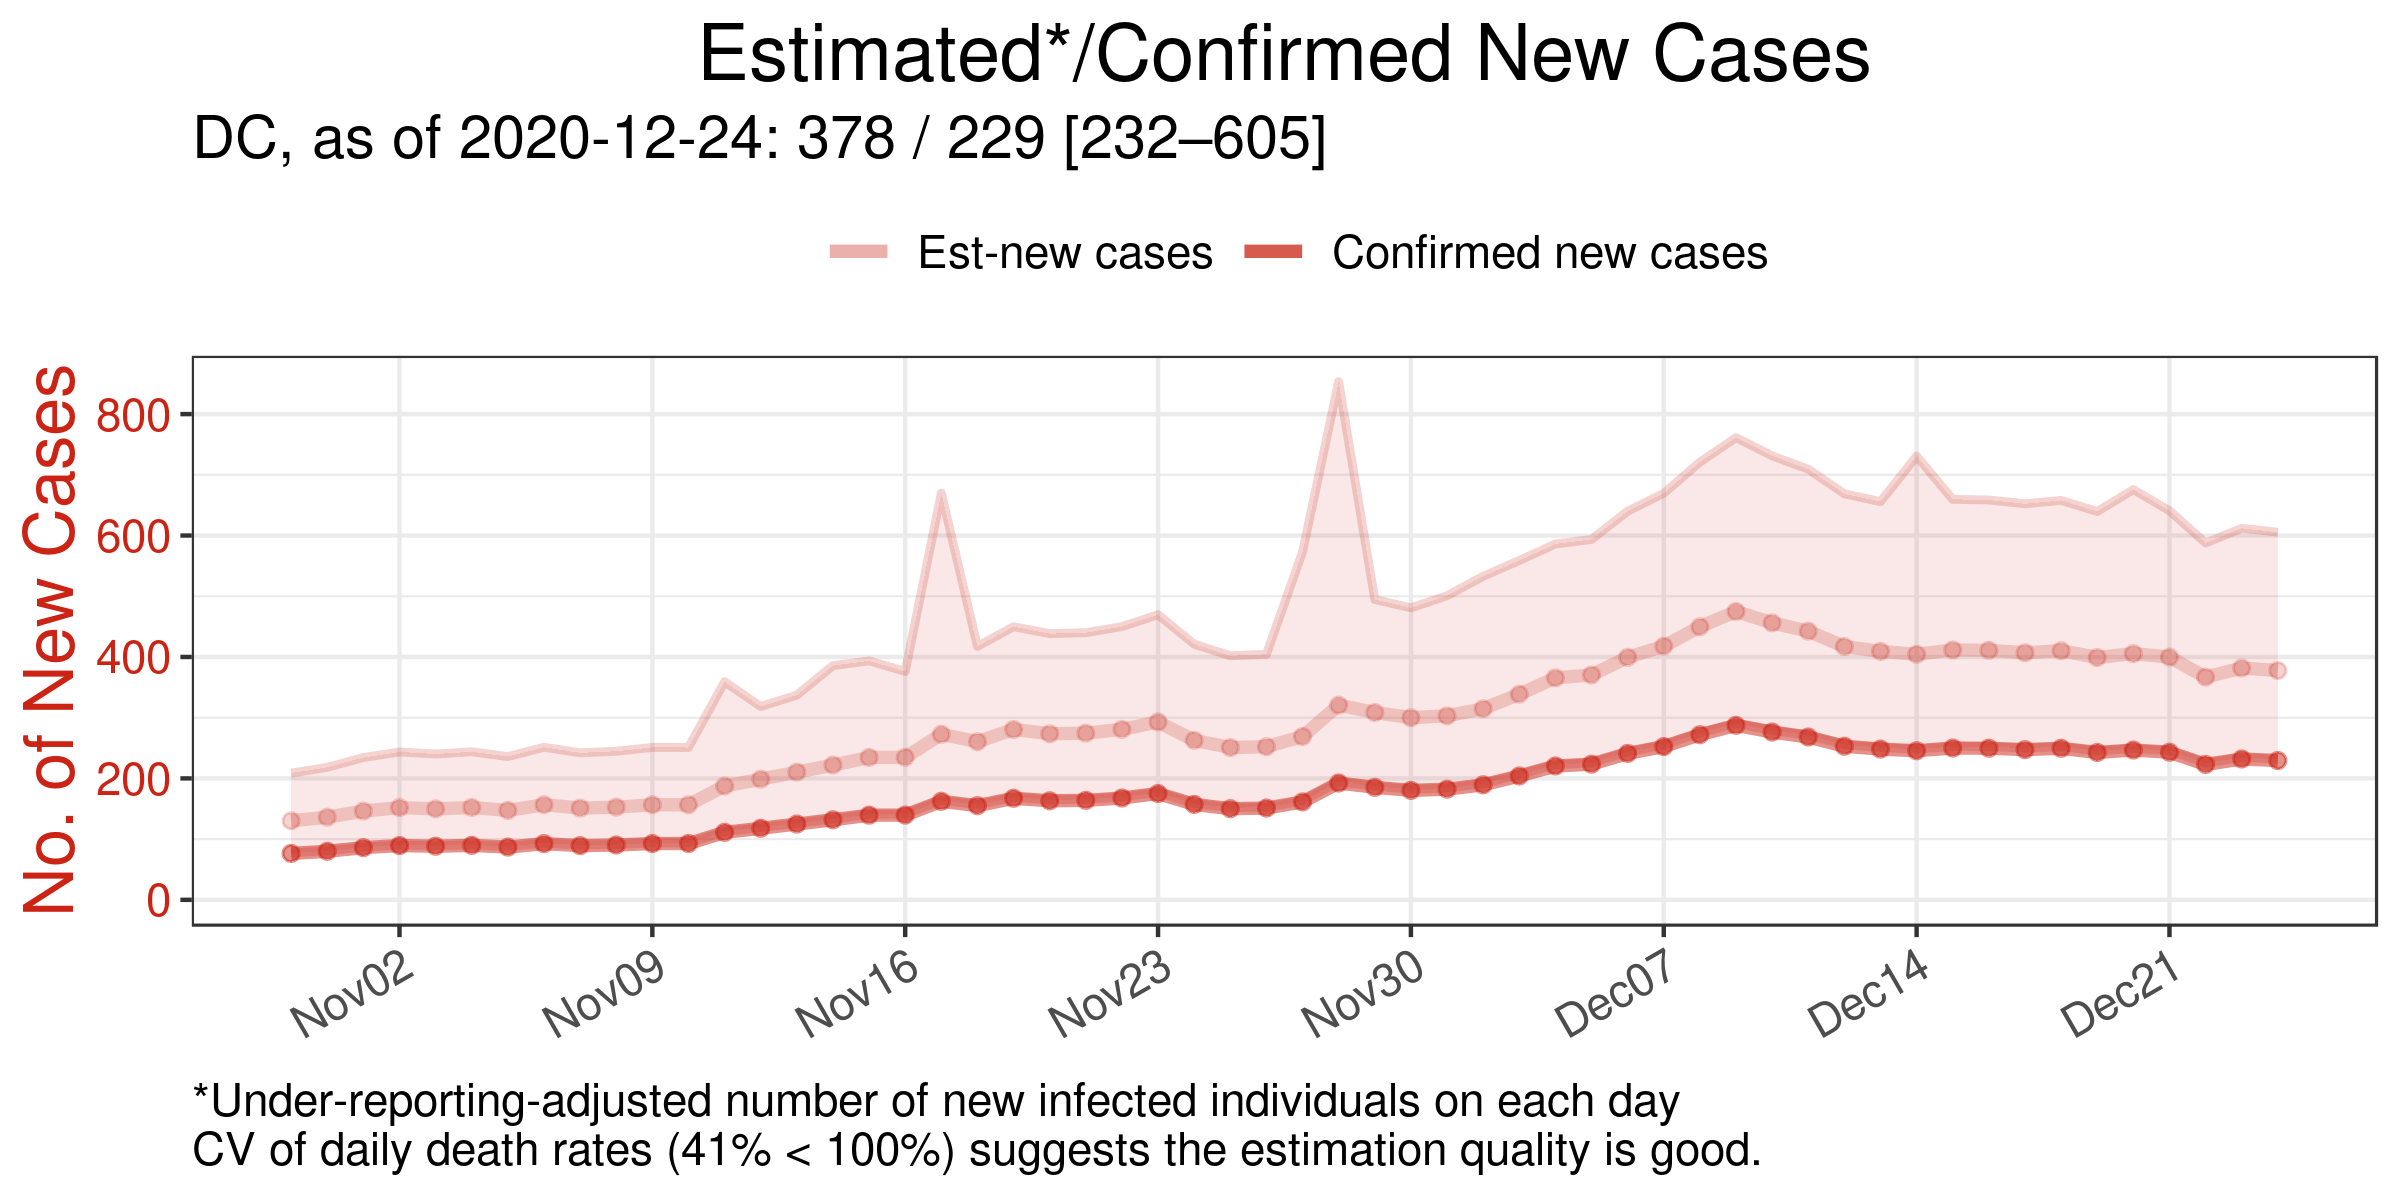 Estimated*/Confirmed New Cases
DC, as of 2020-12-24: 378 / 229 [232–605]
Est-new cases
Confirmed new cases
No. of New Cases
800
600
400
200
0
Nov02
Nov09
Nov16
Nov23
Nov30
Dec07
Dec14
Dec21
*Under-reporting-adjusted number of new infected individuals on each day
CV of daily death rates (41% < 100%) suggests the estimation quality is good.